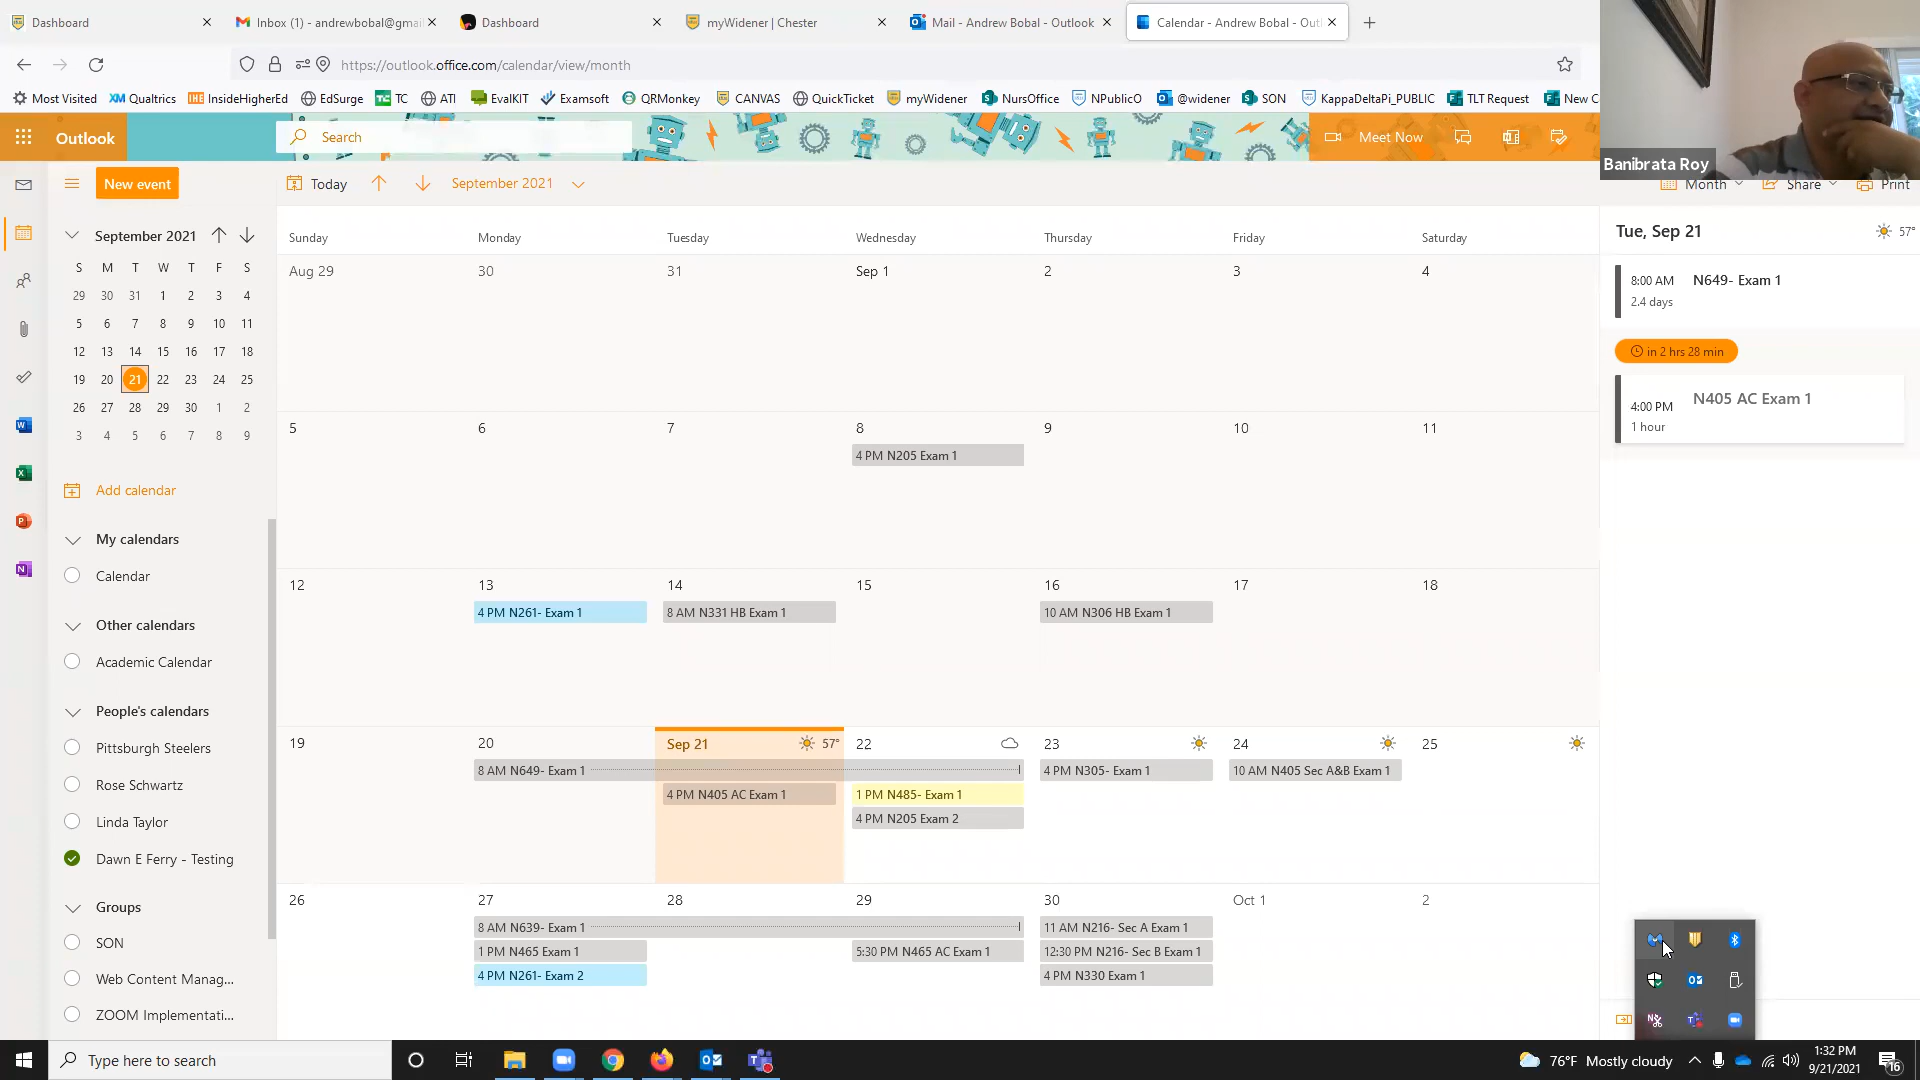 Dashboard
Inbox (1) - andrewbobal@gmai
Dashboard
myWidener | Chester
Mail - Andrew Bobal - Outlook
Calendar - Andrew Bobal - Outl
https://outlook.office.com/calendar/view/month
Most Visited
XM Qualtrics
IHE InsideHigherEd
EdSurge
TC
ATI
EvalKIT
Examsoft
QRMonkey
CANVAS
QuickTicket
myWidener
NursOffice
NPublicO
@widener
SON
KappaDeltaPi_PUBLIC
TLT Request
New C
Outlook
Search
Meet Now
Banibrata Roy
New event
Today
September 2021
Month
Share
Print
September 2021
S M T W T F S
29 30 31 1 2 3 4
5 6 7 8 9 10 11
12 13 14 15 16 17 18
19 20 21 22 23 24 25
26 27 28 29 30 1 2
3 4 5 6 7 8 9
Add calendar
My calendars
Calendar
Other calendars
Academic Calendar
People's calendars
Pittsburgh Steelers
Rose Schwartz
Linda Taylor
Dawn E Ferry - Testing
Groups
SON
Web Content Manag...
ZOOM Implementati...
Sunday Monday Tuesday Wednesday Thursday Friday Saturday
Aug 29 30 31 Sep 1 2 3 4
5 6 7 8 9 10 11
4 PM N205 Exam 1
12 13 14 15 16 17 18
4 PM N261- Exam 1
8 AM N331 HB Exam 1
10 AM N306 HB Exam 1
19 20 Sep 21 57° 22 23 24 25
8 AM N649- Exam 1
4 PM N305- Exam 1
10 AM N405 Sec A&B Exam 1
4 PM N405 AC Exam 1
1 PM N485- Exam 1
4 PM N205 Exam 2
26 27 28 29 30 Oct 1 2
8 AM N639- Exam 1
11 AM N216- Sec A Exam 1
1 PM N465 Exam 1
5:30 PM N465 AC Exam 1
12:30 PM N216- Sec B Exam 1
4 PM N261- Exam 2
4 PM N330 Exam 1
Tue, Sep 21
57°
8:00 AM N649- Exam 1
2.4 days
in 2 hrs 28 min
N405 AC Exam 1
4:00 PM
1 hour
Type here to search
76°F Mostly cloudy
1:32 PM
9/21/2021
16